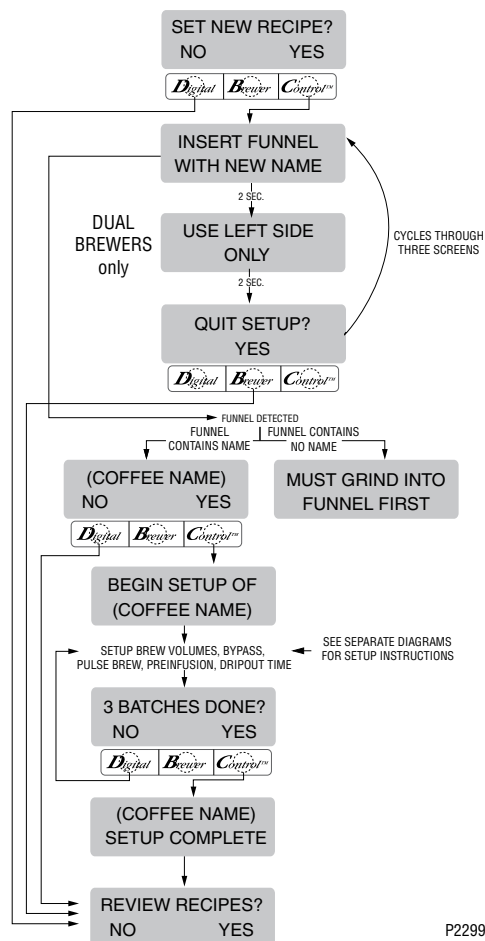 SET NEW RECIPE?
NO YES
Digital Brewer Control™
INSERT FUNNEL
WITH NEW NAME
2 SEC.
DUAL
BREWERS
only
USE LEFT SIDE
ONLY
CYCLES THROUGH
THREE SCREENS
2 SEC.
QUIT SETUP?
YES
Digital Brewer Control™
FUNNEL DETECTED
FUNNEL
CONTAINS NAME
FUNNEL CONTAINS
NO NAME
(COFFEE NAME)
NO YES
MUST GRIND INTO
FUNNEL FIRST
Digital Brewer Control™
BEGIN SETUP OF
(COFFEE NAME)
SETUP BREW VOLUMES, BYPASS,
PULSE BREW, PREINFUSION, DRIPOUT TIME
SEE SEPARATE DIAGRAMS
FOR SETUP INSTRUCTIONS
3 BATCHES DONE?
NO YES
Digital Brewer Control™
(COFFEE NAME)
SETUP COMPLETE
REVIEW RECIPES?
NO YES
P2299